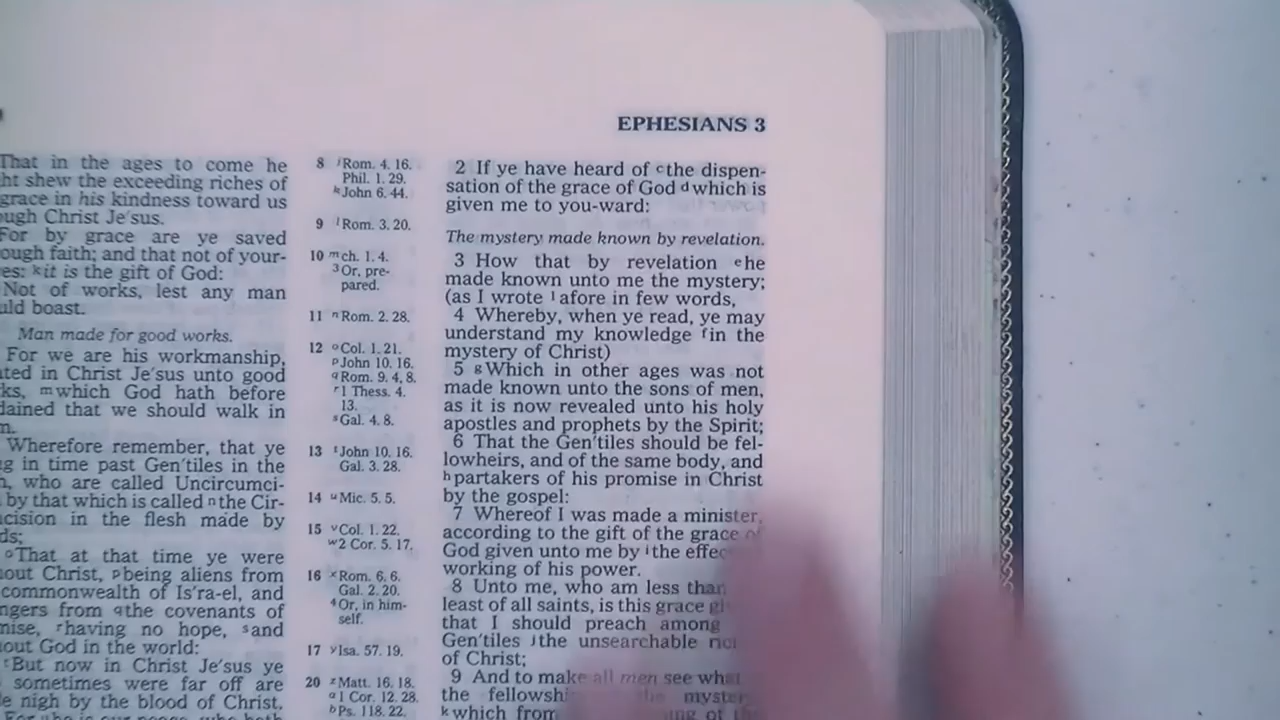 EPHESIANS 3
That in the ages to come he
shew the exceeding riches of
grace in his kindness toward us
Christ Je'sus.
For by grace are ye saved
faith; and that not of your-
k it is the gift of God:
Not of works, lest any man
boast.
Man made for good works.
For we are his workmanship,
in Christ Je'sus unto good
m which God hath before
that we should walk in
Wherefore remember, that ye
in time past Gen'tiles in the
who are called Uncircumci-
by that which is called n the Cir-
in the flesh made by
o That at that time ye were
Christ, p being aliens from
commonwealth of Is'ra-el, and
from q the covenants of
r having no hope, s and
God in the world:
t But now in Christ Je'sus ye
sometimes were far off are
nigh by the blood of Christ.
8 j Rom. 4. 16.
Phil. 1. 29.
k John 6. 44.
9 l Rom. 3. 20.
10 m ch. 1. 4.
3 Or, pre-
pared.
11 n Rom. 2. 28.
12 o Col. 1. 21.
p John 10. 16.
q Rom. 9. 4, 8.
r 1 Thess. 4.
13.
s Gal. 4. 8.
13 t John 10. 16.
Gal. 3. 28.
14 u Mic. 5. 5.
15 v Col. 1. 22.
w 2 Cor. 5. 17.
16 x Rom. 6. 6.
Gal. 2. 20.
4 Or, in him-
self.
17 y Isa. 57. 19.
20 z Matt. 16. 18.
a 1 Cor. 12. 28.
b Ps. 118. 22.
2 If ye have heard of c the dispen-
sation of the grace of God d which is
given me to you-ward:
The mystery made known by revelation.
3 How that by revelation e he
made known unto me the mystery;
(as I wrote 1 afore in few words,
4 Whereby, when ye read, ye may
understand my knowledge f in the
mystery of Christ)
5 g Which in other ages was not
made known unto the sons of men,
as it is now revealed unto his holy
apostles and prophets by the Spirit;
6 That the Gen'tiles should be fel-
lowheirs, and of the same body, and
h partakers of his promise in Christ
by the gospel:
7 Whereof I was made a minister,
according to the gift of the grace of
God given unto me by i the
working of his power.
8 Unto me, who am less than
least of all saints, is this grace
that I should preach among
Gen'tiles j the unsearchable
of Christ;
9 And to make all men see what
the
k which from